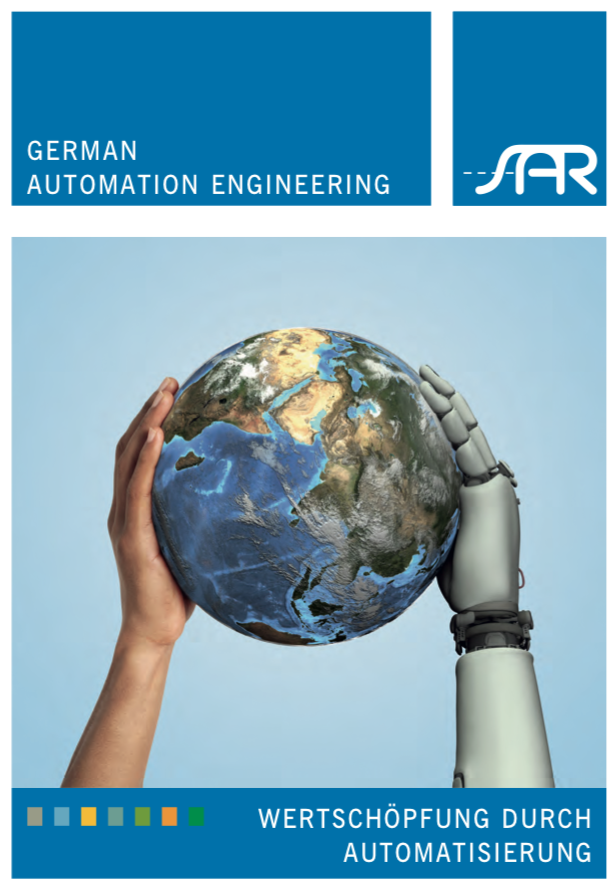 GERMAN
AUTOMATION ENGINEERING
SAR
WERTSCHÖPFUNG DURCH
AUTOMATISIERUNG